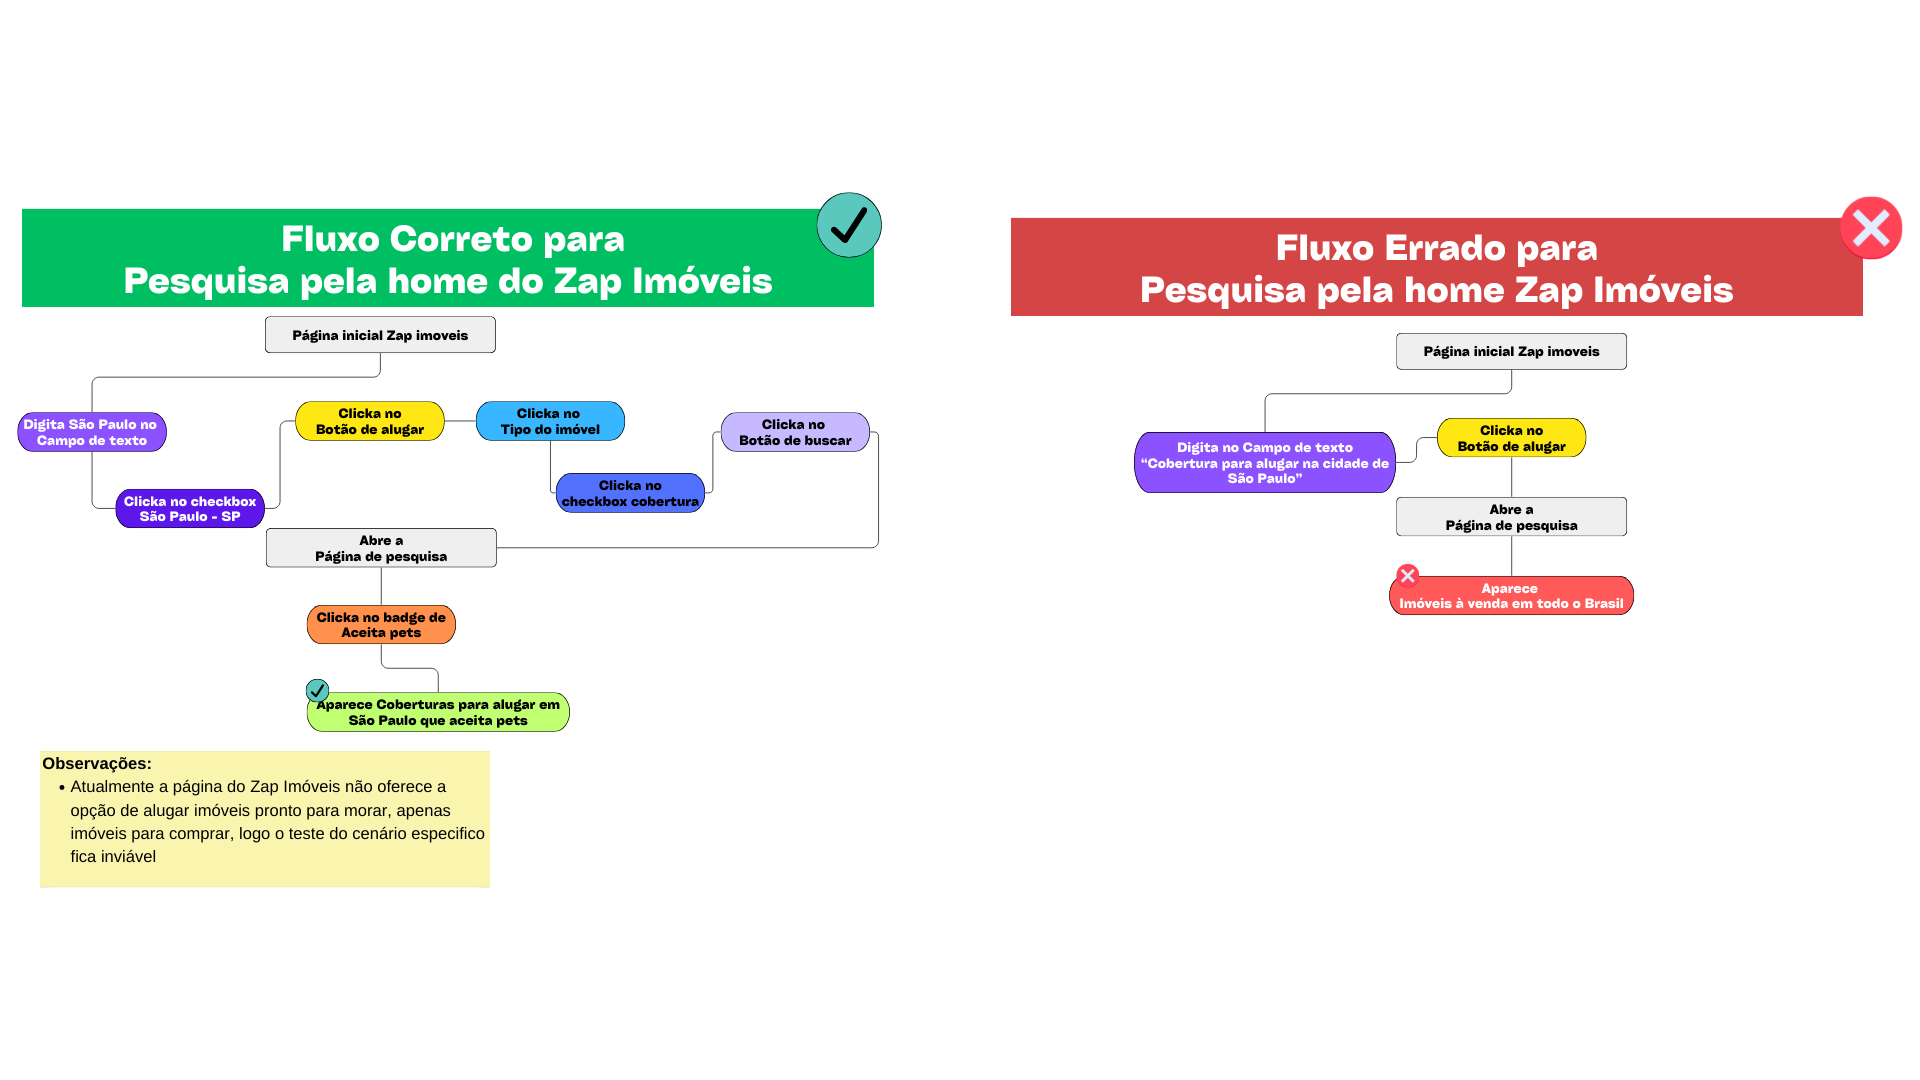 Fluxo Correto para
Pesquisa pela home do Zap Imóveis
Página inicial Zap imoveis
Digita São Paulo no
Campo de texto
Clicka no checkbox
São Paulo - SP
Clicka no
Botão de alugar
Clicka no
Tipo do imóvel
Clicka no
checkbox cobertura
Clicka no
Botão de buscar
Abre a
Página de pesquisa
Clicka no badge de
Aceita pets
Aparece Coberturas para alugar em
São Paulo que aceita pets
Observações:
• Atualmente a página do Zap Imóveis não oferece a
opção de alugar imóveis pronto para morar, apenas
imóveis para comprar, logo o teste do cenário especifico
fica inviável
Fluxo Errado para
Pesquisa pela home Zap Imóveis
Página inicial Zap imoveis
Digita no Campo de texto
“Cobertura para alugar na cidade de
São Paulo”
Clicka no
Botão de alugar
Abre a
Página de pesquisa
Aparece
Imóveis à venda em todo o Brasil